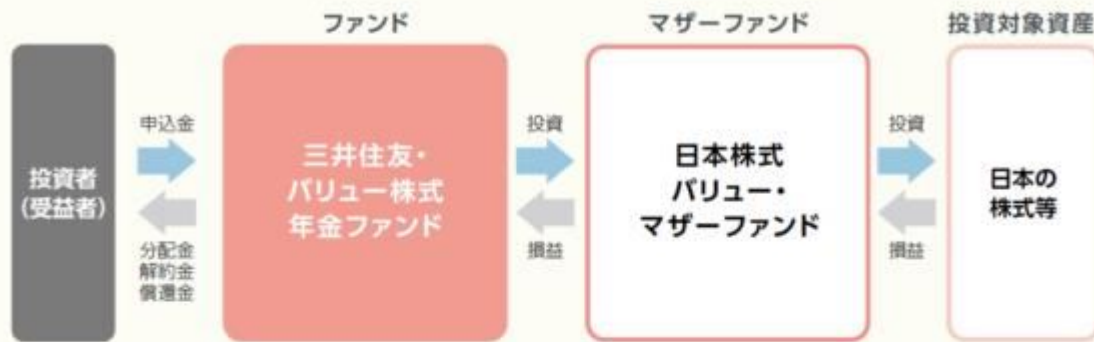 ファンド
マザーファンド
投資対象資産
投資者
(受益者)
申込金
分配金
解約金
償還金
三井住友・
バリュー株式
年金ファンド
投資
損益
日本株式
バリュー・
マザーファンド
投資
損益
日本の
株式等